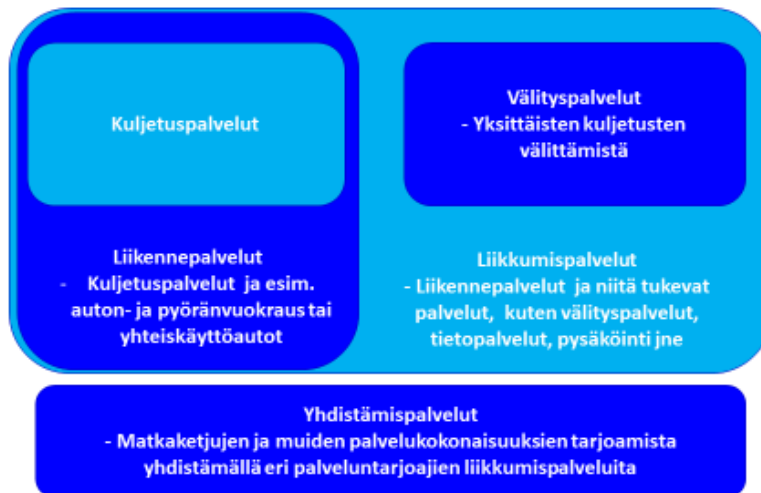 Kuljetuspalvelut
Välityspalvelut
- Yksittäisten kuljetusten
välittämistä
Liikennepalvelut
- Kuljetuspalvelut ja esim.
auton- ja pyöränvuokraus tai
yhteiskäyttöautot
Liikkumispalvelut
- Liikennepalvelut ja niitä tukevat
palvelut, kuten välityspalvelut,
tietopalvelut, pysäköinti jne
Yhdistämispalvelut
- Matkaketjujen ja muiden palvelukokonaisuuksien tarjoamista
yhdistämällä eri palveluntarjoajien liikkumispalveluita